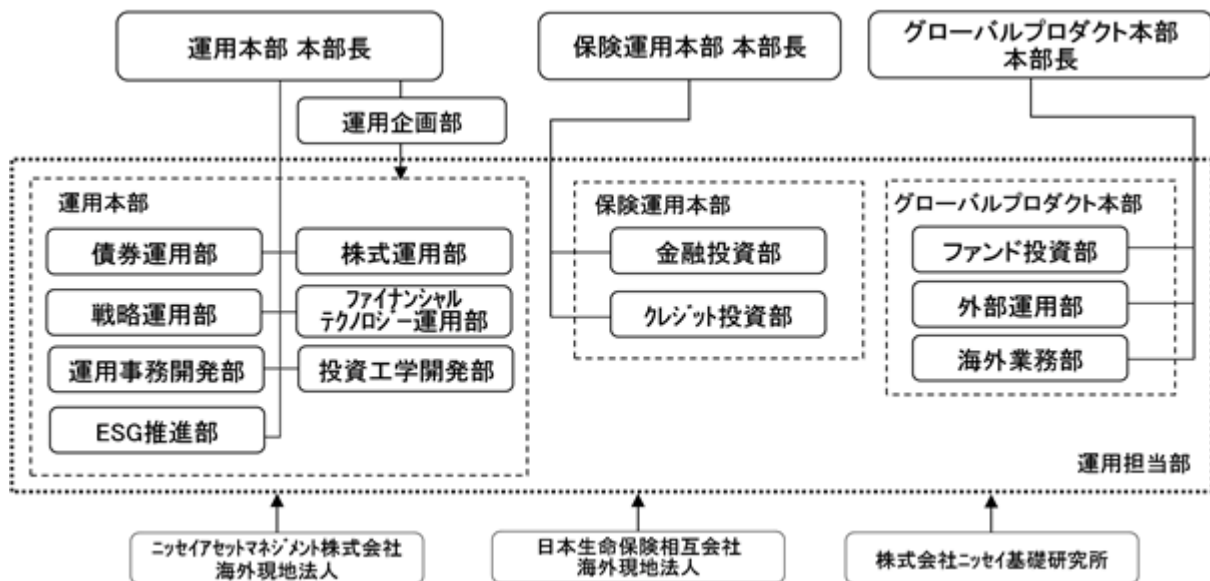 運用本部 本部長
保険運用本部 本部長
グローバルプロダクト本部
本部長
運用企画部
運用本部
債券運用部
株式運用部
戦略運用部
ファイナンシャル
テクノロジー運用部
運用事務開発部
投資工学開発部
ESG推進部
保険運用本部
金融投資部
クレジット投資部
グローバルプロダクト本部
ファンド投資部
外部運用部
海外業務部
運用担当部
ニッセイアセットマネジメント株式会社
海外現地法人
日本生命保険相互会社
海外現地法人
株式会社ニッセイ基礎研究所